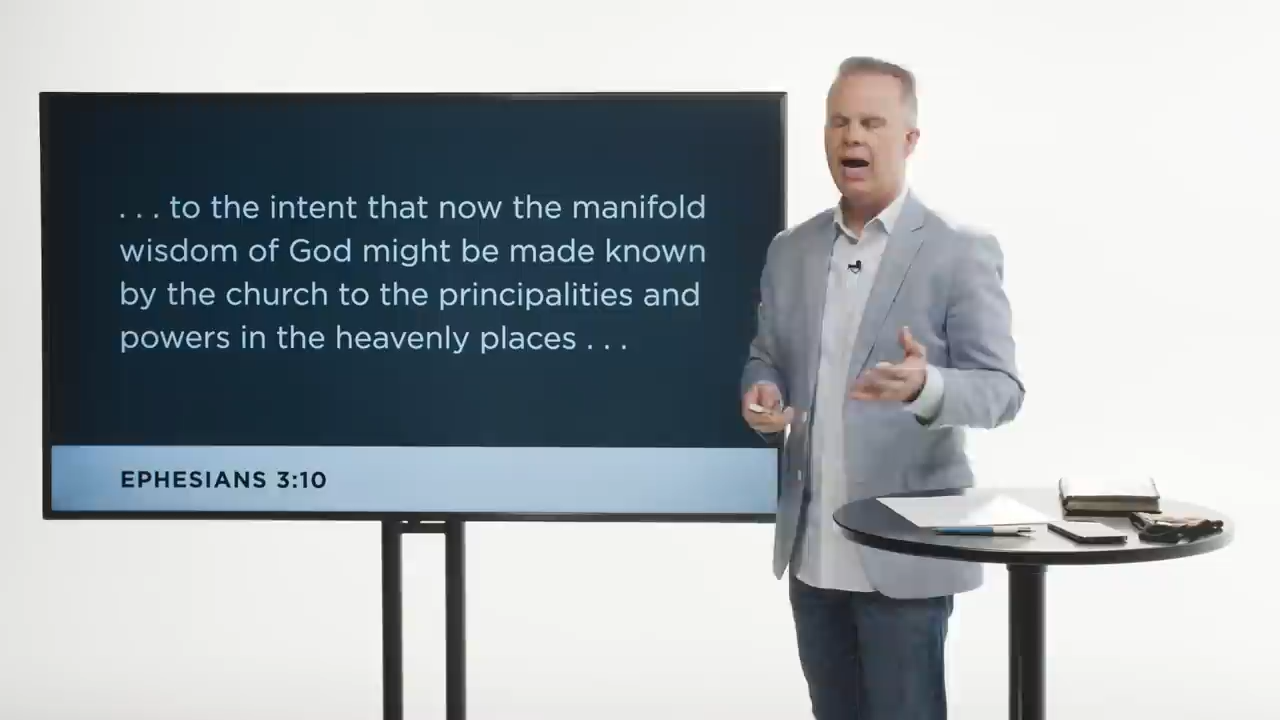 . . . to the intent that now the manifold
wisdom of God might be made known
by the church to the principalities and
powers in the heavenly places . . .
EPHESIANS 3:10